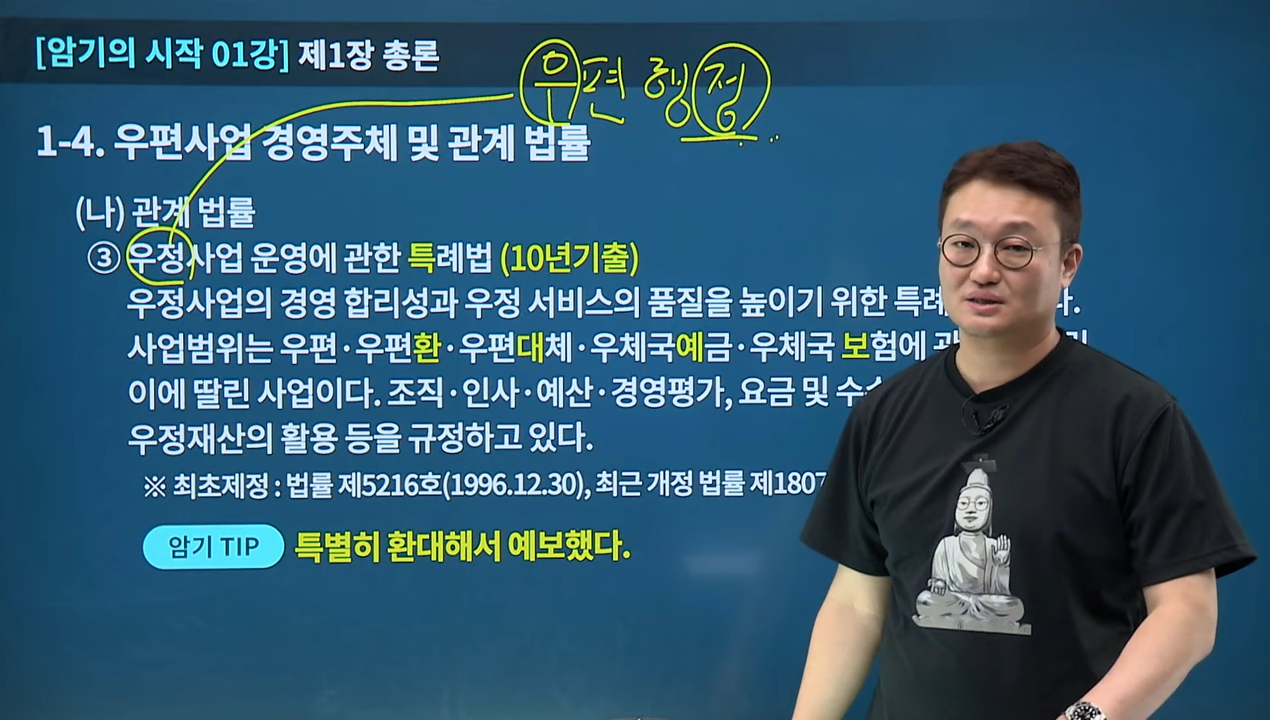 [암기의 시작 01강] 제1장 총론
우편 행정
1-4. 우편사업 경영주체 및 관계 법률
(나) 관계 법률
③ 우정사업 운영에 관한 특례법 (10년기출)
우정사업의 경영 합리성과 우정 서비스의 품질을 높이기 위한 특례 다.
사업범위는 우편·우편환·우편대체·우체국예금·우체국 보험에 및
이에 딸린 사업이다. 조직·인사·예산·경영평가, 요금 및 수수
우정재산의 활용 등을 규정하고 있다.
※ 최초제정 : 법률 제5216호(1996.12.30), 최근 개정 법률 제1807
암기 TIP 특별히 환대해서 예보했다.